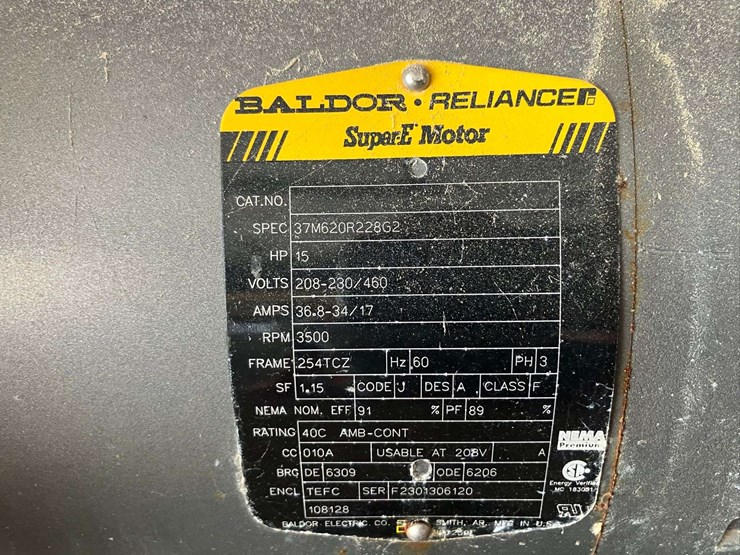 BALDOR • RELIANCE
Super-E Motor
CAT.NO.
SPEC 37M620R228G2
HP 15
VOLTS 208-230/460
AMPS 36.8-34/17
RPM 3500
FRAME 254TCZ Hz 60 PH 3
SF 1.15 CODE J DES A CLASS F
NEMA NOM. EFF 91 % PF 89 %
RATING 40C AMB-CONT
CC 010A USABLE AT 208V A
BRG DE 6309 ODE 6206
ENCL TEFC SER F2301306120
108128
NEMA
Premium
Energy Verified
BALDOR ELECTRIC. CO. SMITH, AR. MFG IN U.S.A.